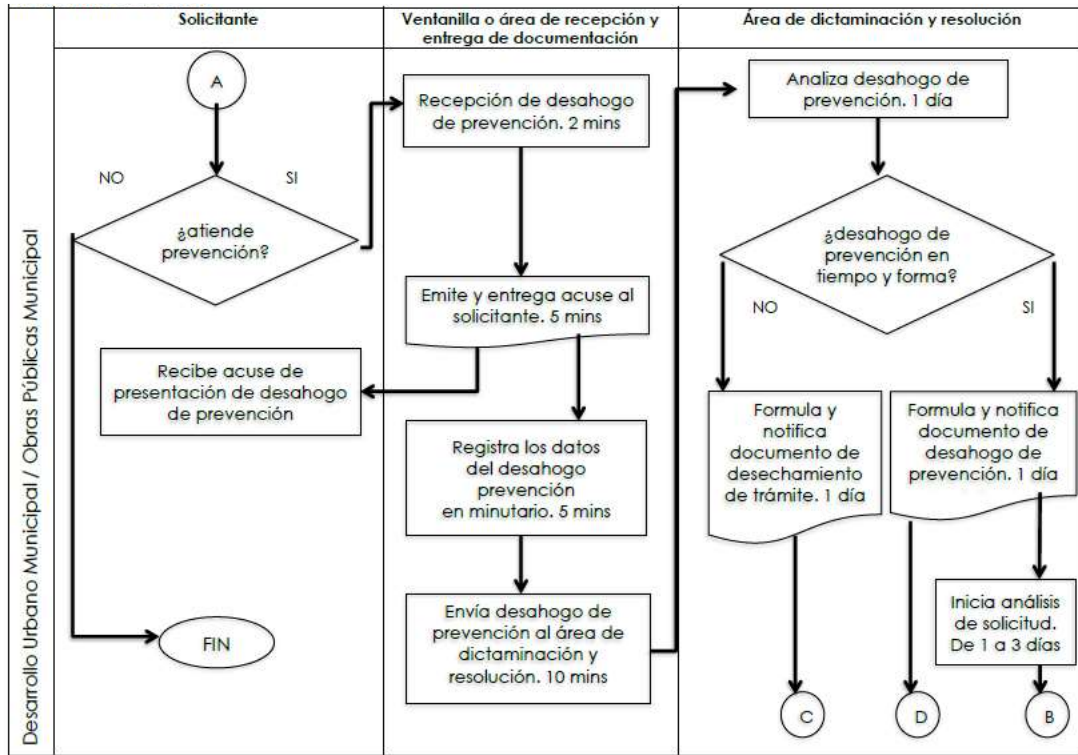 Solicitante
Ventanilla o área de recepción y
entrega de documentación
Área de dictaminación y resolución
Desarrollo Urbano Municipal / Obras Públicas Municipal
A
NO
SI
¿atiende
prevención?
Recibe acuse de
presentación de desahogo
de prevención
FIN
Recepción de desahogo
de prevención. 2 mins
Emite y entrega acuse al
solicitante. 5 mins
Registra los datos
del desahogo
prevención
en minutario. 5 mins
Envía desahogo de
prevención al área de
dictaminación y
resolución. 10 mins
Analiza desahogo de
prevención. 1 día
¿desahogo de
prevención en
tiempo y forma?
NO
SI
Formula y
notifica
documento de
desechamiento
de trámite. 1 día
Formula y notifica
documento de
desahogo de
prevención. 1 día
Inicia análisis
de solicitud.
De 1 a 3 días
C
D
B